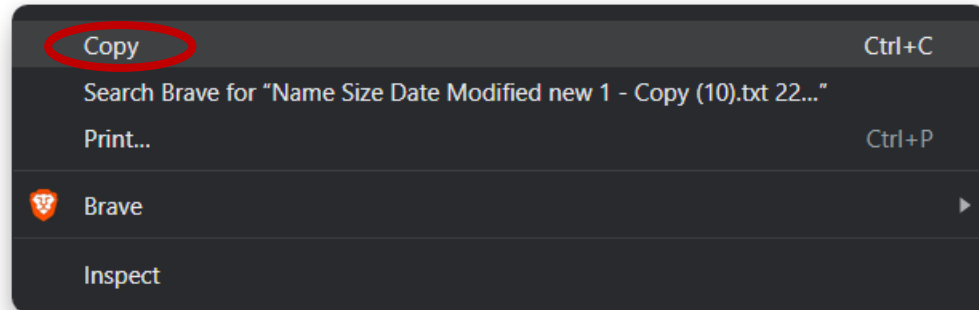 Copy Ctrl+C
Search Brave for “Name Size Date Modified new 1 - Copy (10).txt 22...”
Print... Ctrl+P
Brave
Inspect